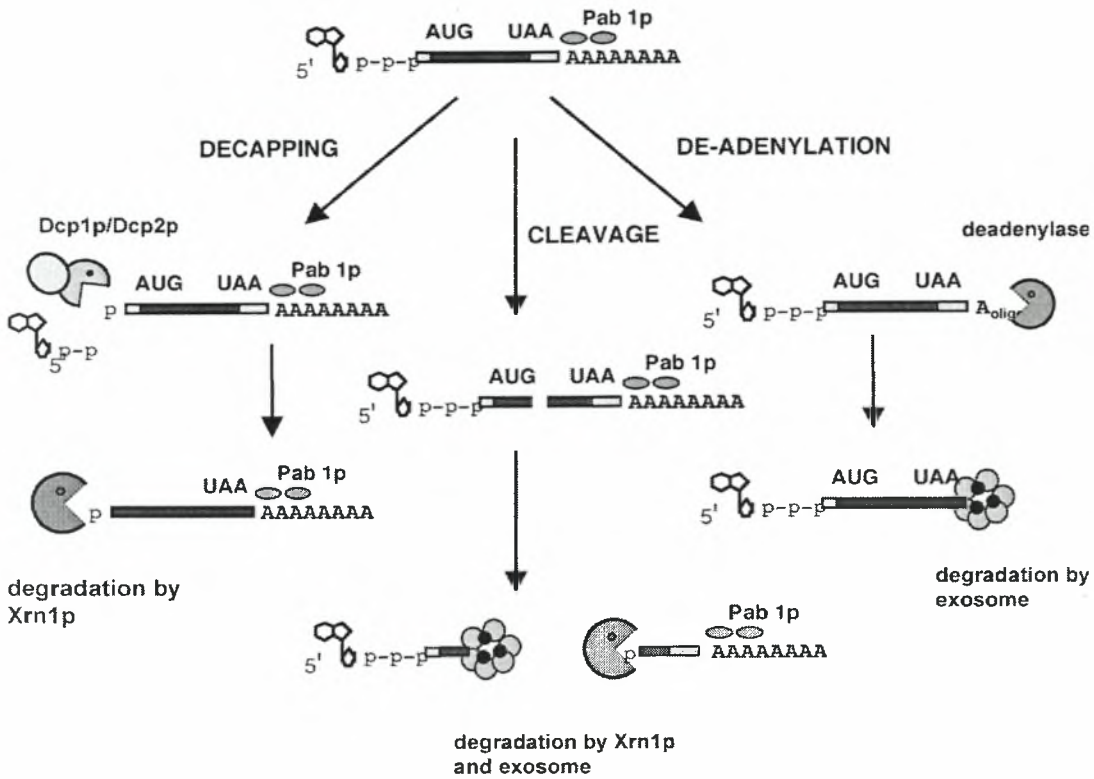 AUG UAA Pab 1p
5' p-p-p AAAAAAAA
DECAPPING
DE-ADENYLATION
CLEAVAGE
Dcp1p/Dcp2p
AUG UAA Pab 1p
p AAAAAAAA
5' p-p
deadenylase
AUG UAA
5' p-p-p A oligo
AUG UAA Pab 1p
5' p-p-p AAAAAAAA
UAA Pab 1p
p AAAAAAAA
degradation by
Xrn1p
AUG UAA
5' p-p-p
degradation by
exosome
5' p-p-p
Pab 1p
p AAAAAAAA
degradation by Xrn1p
and exosome